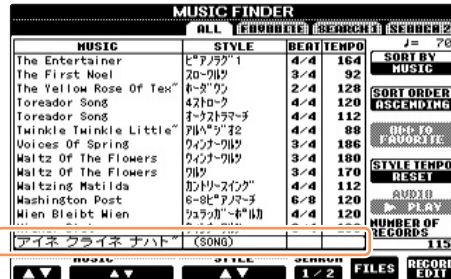 MUSIC FINDER
ALL FAVORITE SEARCH 1 SEARCH 2
MUSIC STYLE BEAT TEMPO
♩= 70
The Entertainer ピアノラグ1 4/4 164
SORT BY
MUSIC
The First Noel スローワルツ 3/4 92
The Yellow Rose Of Tex~ ホーダウン 2/4 128
SORT ORDER
ASCENDING
Toreador Song 4ストローク 4/4 120
Toreador Song オーケストラマーチ 4/4 112
Twinkle Twinkle Little~ アルペジオ2 4/4 88
ADD TO
FAVORITE
Voices Of Spring ウィンナーワルツ 3/4 186
Waltz Of The Flowers ウィンナーワルツ 3/4 180
STYLE TEMPO
RESET
Waltz Of The Flowers ワルツ 3/4 170
Waltzing Matilda カントリースイング 4/4 112
AUDIO
▶ PLAY
Washington Post 6-8ピアノマーチ 6/8 120
Wien Bleibt Wien シュラッガーポルカ 4/4 120
NUMBER OF
RECORDS
アイネ クライネ ナハト~ (SONG)
115
MUSIC STYLE SEARCH
▲▼ ▲▼ ▲▼ 1/2 FILES RECORD
EDIT